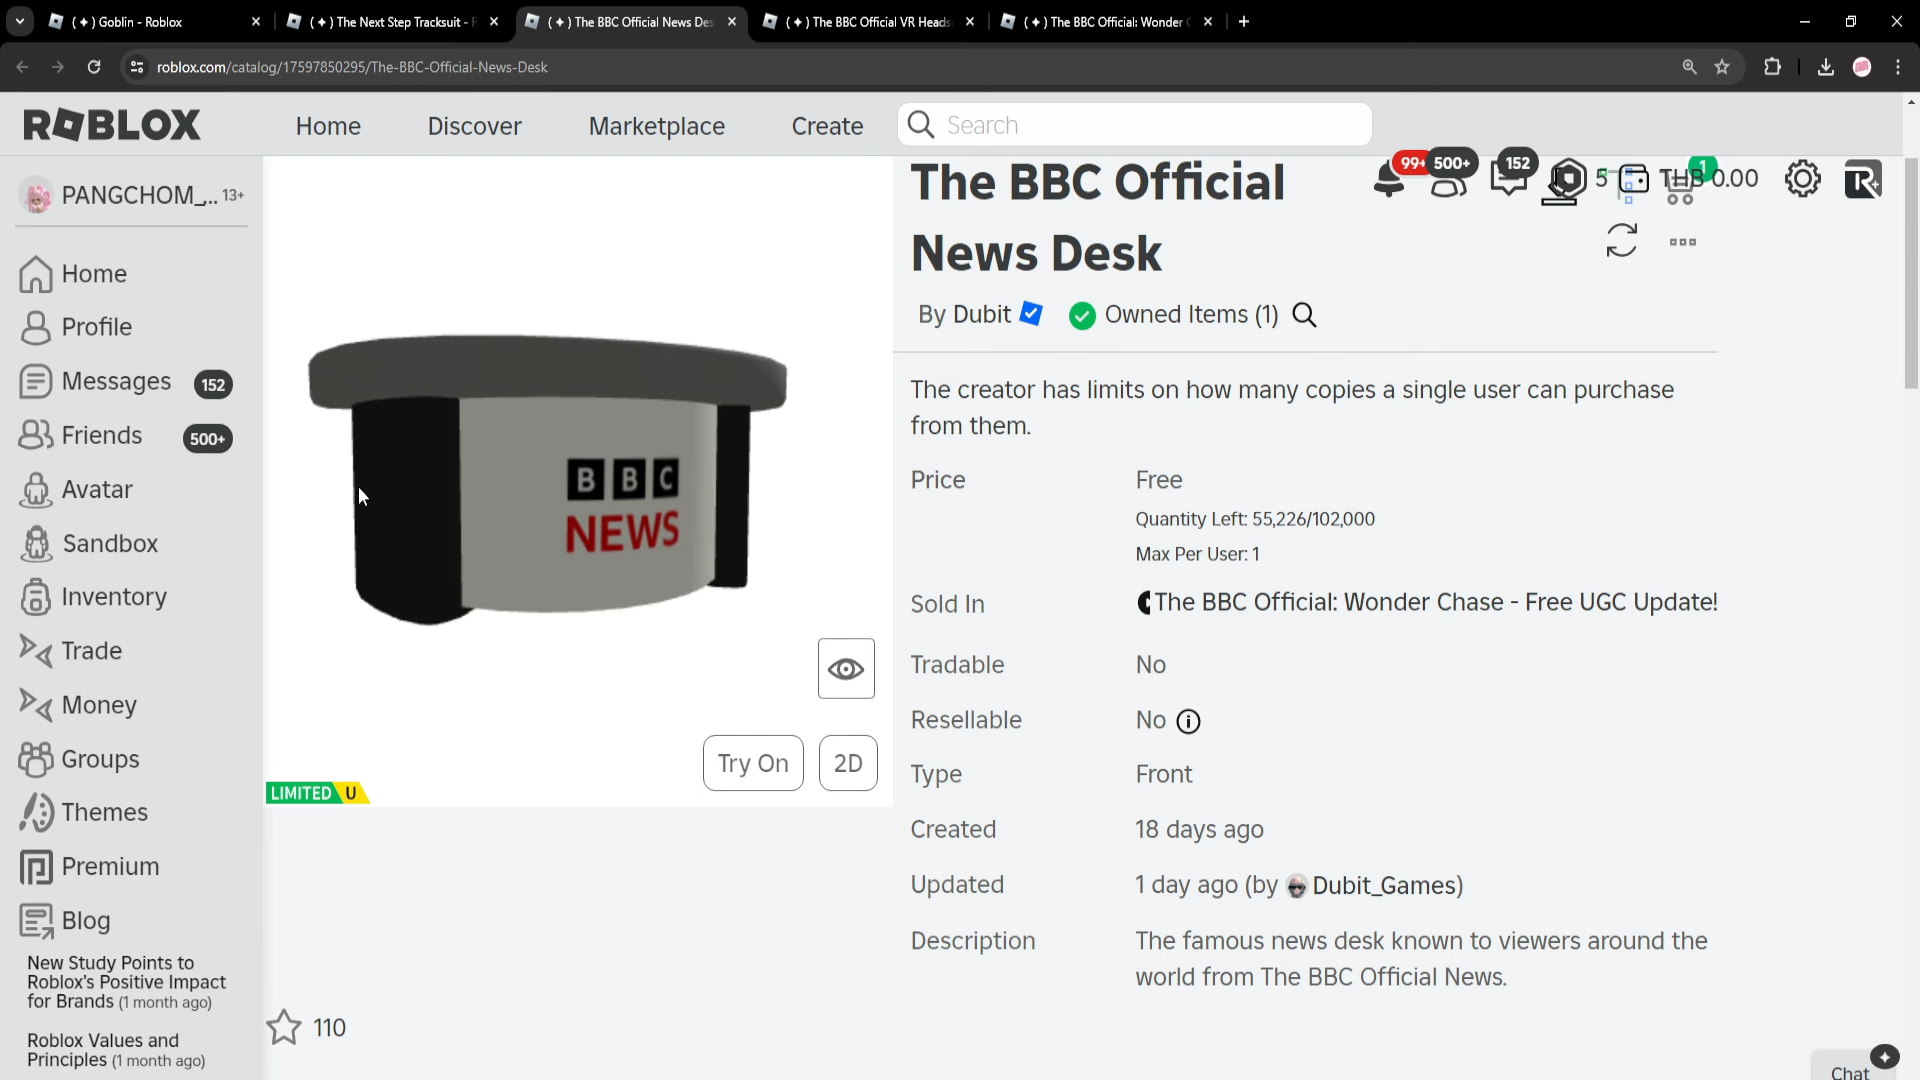 ( ✦ ) Goblin - Roblox
( ✦ ) The Next Step Tracksuit - R
( ✦ ) The BBC Official News Des
( ✦ ) The BBC Official VR Heads
( ✦ ) The BBC Official: Wonder C
roblox.com/catalog/17597850295/The-BBC-Official-News-Desk
ROBLOX
Home
Discover
Marketplace
Create
Search
PANGCHOM_... 13+
99+
500+
152
5
1
THB 0.00
Home
Profile
Messages 152
Friends 500+
Avatar
Sandbox
Inventory
Trade
Money
Groups
Themes
Premium
Blog
New Study Points to
Roblox's Positive Impact
for Brands (1 month ago)
Roblox Values and
Principles (1 month ago)
BBC
NEWS
Try On
2D
LIMITED U
110
The BBC Official
News Desk
By Dubit
Owned Items (1)
The creator has limits on how many copies a single user can purchase
from them.
Price Free
Quantity Left: 55,226/102,000
Max Per User: 1
Sold In The BBC Official: Wonder Chase - Free UGC Update!
Tradable No
Resellable No
Type Front
Created 18 days ago
Updated 1 day ago (by Dubit_Games)
Description The famous news desk known to viewers around the
world from The BBC Official News.
Chat